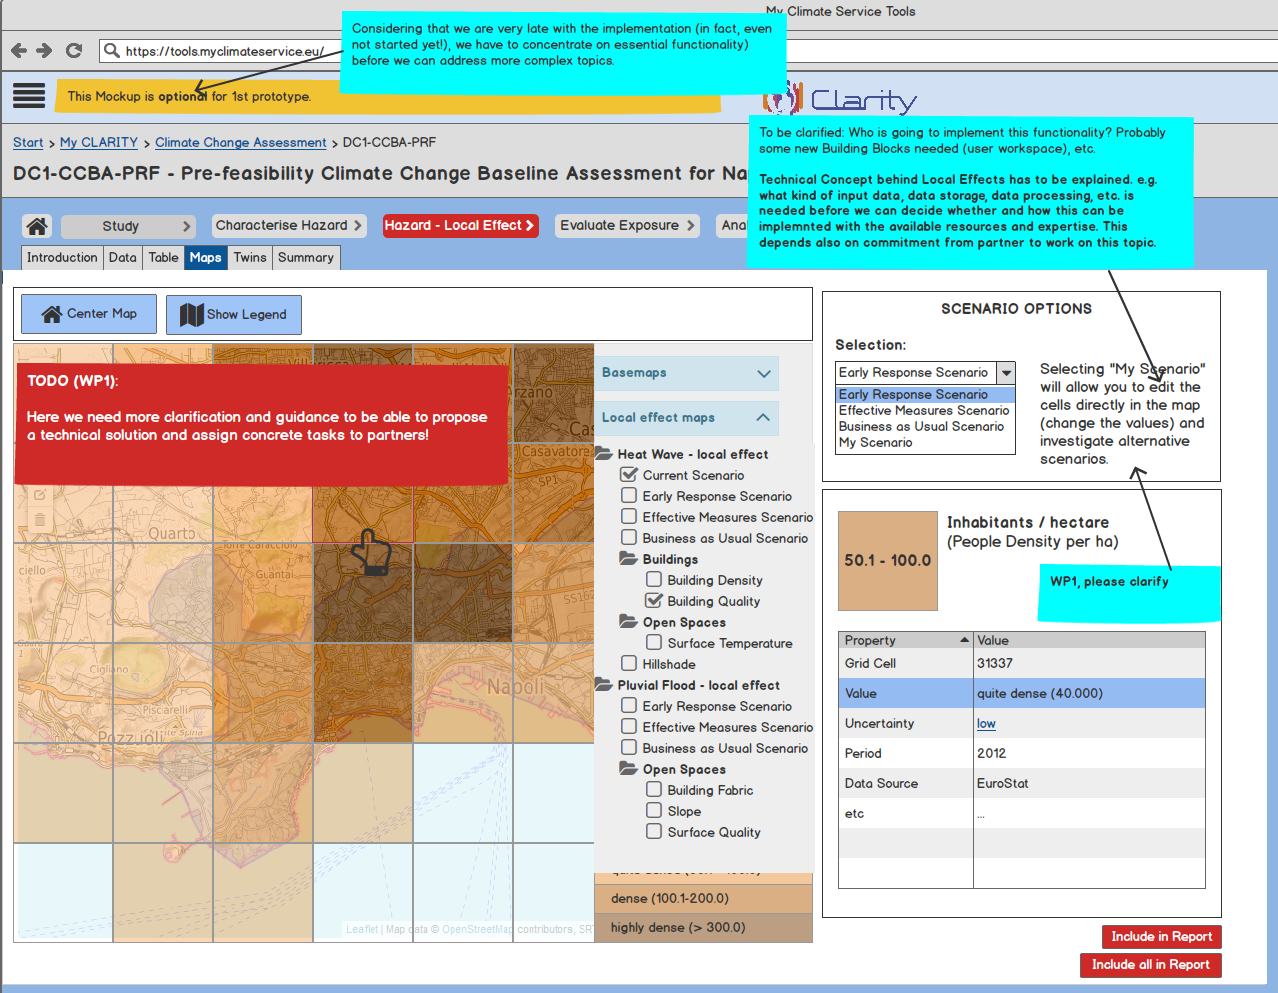 My Climate Service Tools
Considering that we are very late with the implementation (in fact, even
not started yet!), we have to concentrate on essential functionality)
before we can address more complex topics.
https://tools.myclimateservice.eu/
This Mockup is optional for 1st prototype.
Clarity
Start > My CLARITY > Climate Change Assessment > DC1-CCBA-PRF
DC1-CCBA-PRF - Pre-feasibility Climate Change Baseline Assessment for Na
To be clarified: Who is going to implement this functionality? Probably
some new Building Blocks needed (user workspace), etc.
Technical Concept behind Local Effects has to be explained. e.g.
what kind of input data, data storage, data processing, etc. is
needed before we can decide whether and how this can be
implemnted with the available resources and expertise. This
depends also on commitment from partner to work on this topic.
Study
Characterise Hazard
Hazard - Local Effect
Evaluate Exposure
Ana
Introduction
Data
Table
Maps
Twins
Summary
Center Map
Show Legend
TODO (WP1):
Here we need more clarification and guidance to be able to propose
a technical solution and assign concrete tasks to partners!
Arzano
Cas
Casavatore
SP1
Quarto
Torre Caracciolo
Guantai
ciello
SS162
Cigliano
Pisciarelli
Pozzuoli
Napoli
Leaflet | Map data © OpenStreetMap contributors, SR
Basemaps
Local effect maps
Heat Wave - local effect
Current Scenario
Early Response Scenario
Effective Measures Scenario
Business as Usual Scenario
Buildings
Building Density
Building Quality
Open Spaces
Surface Temperature
Hillshade
Pluvial Flood - local effect
Early Response Scenario
Effective Measures Scenario
Business as Usual Scenario
Open Spaces
Building Fabric
Slope
Surface Quality
dense (100.1-200.0)
highly dense (> 300.0)
SCENARIO OPTIONS
Selection:
Early Response Scenario
Early Response Scenario
Effective Measures Scenario
Business as Usual Scenario
My Scenario
Selecting "My Scenario"
will allow you to edit the
cells directly in the map
(change the values) and
investigate alternative
scenarios.
50.1 - 100.0
Inhabitants / hectare
(People Density per ha)
WP1, please clarify
Property Value
Grid Cell 31337
Value quite dense (40.000)
Uncertainty low
Period 2012
Data Source EuroStat
etc ...
Include in Report
Include all in Report